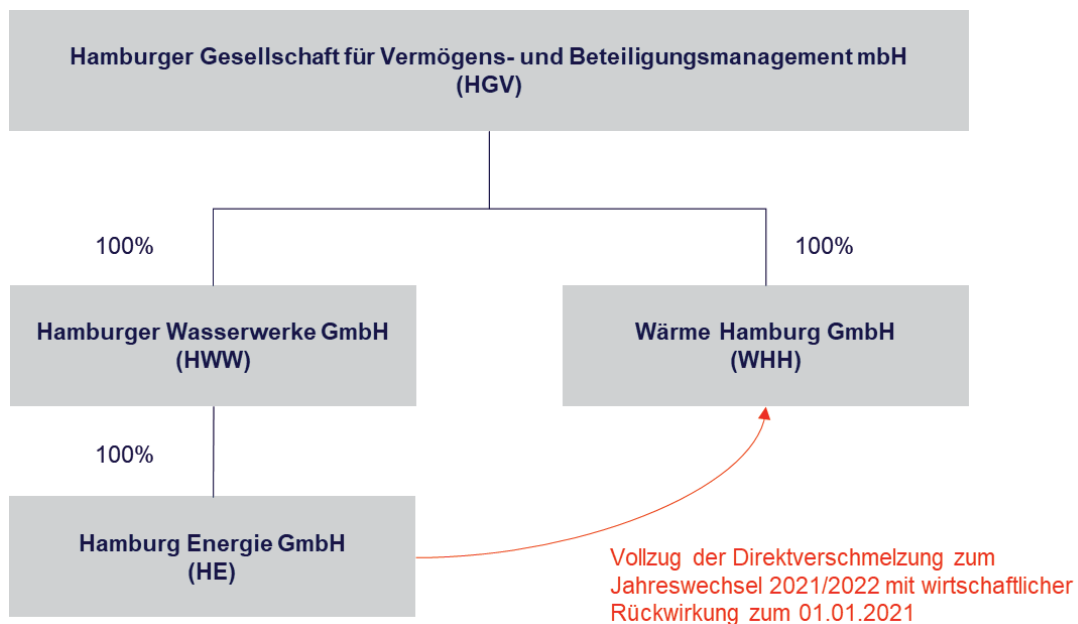 Hamburger Gesellschaft für Vermögens- und Beteiligungsmanagement mbH
(HGV)
100%
100%
Hamburger Wasserwerke GmbH
(HWW)
Wärme Hamburg GmbH
(WHH)
100%
Hamburg Energie GmbH
(HE)
Vollzug der Direktverschmelzung zum
Jahreswechsel 2021/2022 mit wirtschaftlicher
Rückwirkung zum 01.01.2021